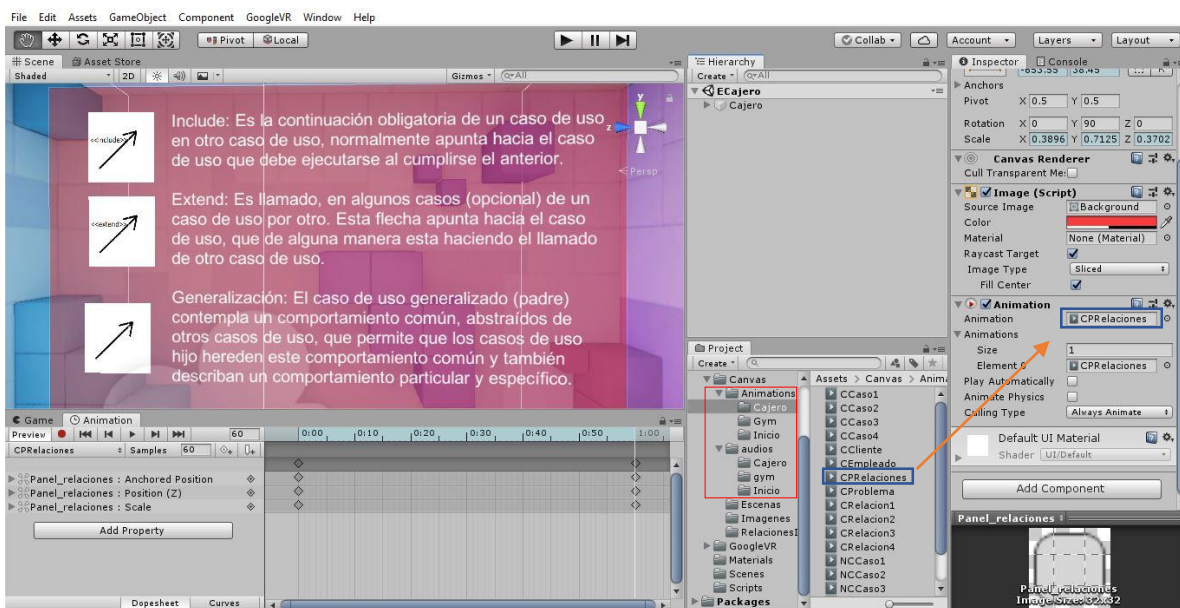 File Edit Assets GameObject Component GoogleVR Window Help
Pivot Local Collab Account Layers Layout
Scene Asset Store
Shaded 2D Gizmos All
Include: Es la continuación obligatoria de un caso de uso
en otro caso de uso, normalmente apunta hacia el caso
de uso que debe ejecutarse al cumplirse el anterior.
<<include>>
Extend: Es llamado, en algunos casos (opcional) de un
caso de uso por otro. Esta flecha apunta hacia el caso
de uso, que de alguna manera esta haciendo el llamado
de otro caso de uso.
<<extend>>
Generalización: El caso de uso generalizado (padre)
contempla un comportamiento común, abstraídos de
otros casos de uso, que permite que los casos de uso
hijo hereden este comportamiento común y también
describan un comportamiento particular y específico.
y
z
Persp
Game Animation
Preview 60 0:00 0:10 0:20 0:30 0:40 0:50 1:00
CPRelaciones Samples 60
Panel_relaciones : Anchored Position
Panel_relaciones : Position (Z)
Panel_relaciones : Scale
Add Property
Dopesheet Curves
Hierarchy
Create All
ECajero
Cajero
Project
Create
Canvas
Animations
Cajero
Gym
Inicio
audios
Cajero
gym
Inicio
Escenas
Imagenes
RelacionesI
GoogleVR
Materials
Scenes
Scripts
Packages
Assets > Canvas > Anima
CCaso1
CCaso2
CCaso3
CCaso4
CCliente
CEmpleado
CPRelaciones
CProblema
CRelacion1
CRelacion2
CRelacion3
CRelacion4
NCCaso1
NCCaso2
NCCaso3
Inspector Console
-653.55 38.45 R
Anchors
Pivot X 0.5 Y 0.5
Rotation X 0 Y 90 Z 0
Scale X 0.3896 Y 0.7125 Z 0.3702
Canvas Renderer
Cull Transparent Me
Image (Script)
Source Image Background
Color
Material None (Material)
Raycast Target
Image Type Sliced
Fill Center
Animation
Animation CPRelaciones
Animations
Size 1
Element 0 CPRelaciones
Play Automatically
Animate Physics
Culling Type Always Animate
Default UI Material
Shader UI/Default
Add Component
Panel_relaciones
Panel_relaciones
Image Size: 32x32